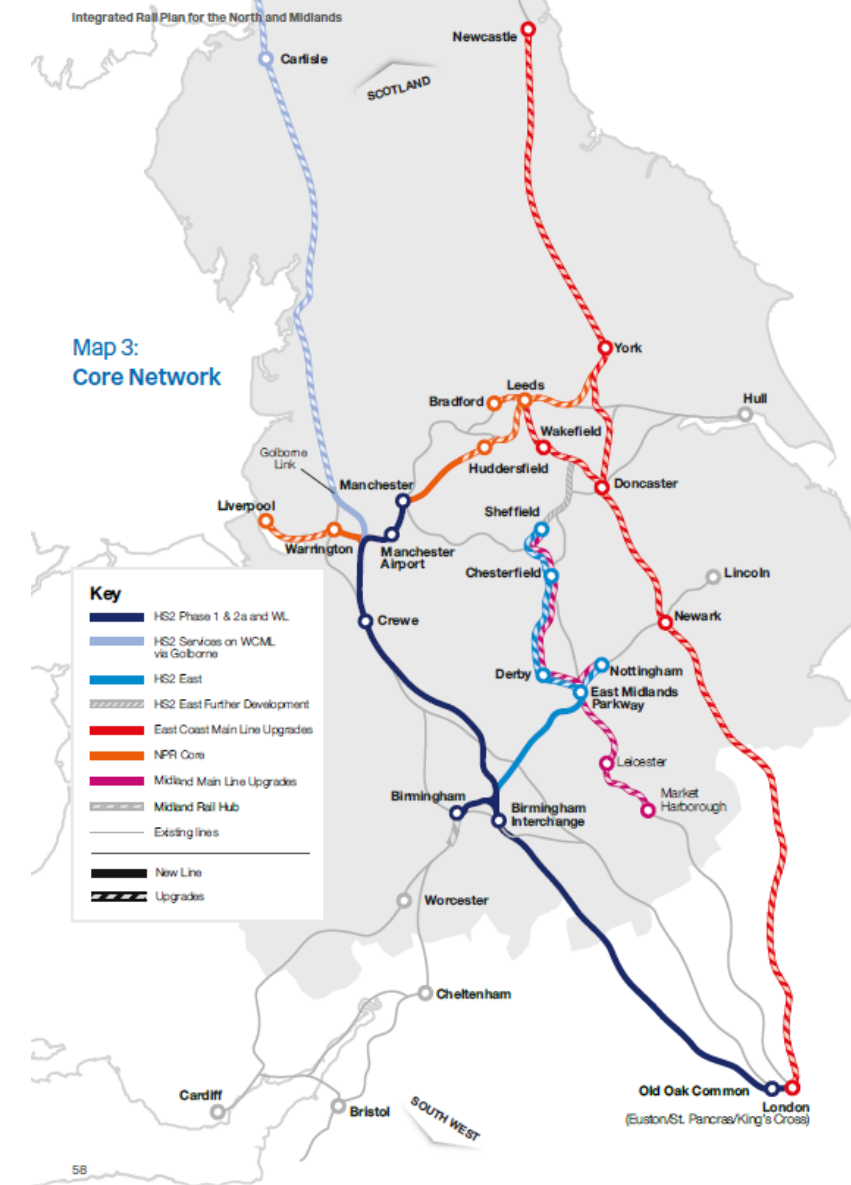 Integrated Rail Plan for the North and Midlands
Newcastle
Carlisle
SCOTLAND
Map 3:
Core Network
York
Leeds
Bradford
Hull
Wakefield
Golborne
Link
Huddersfield
Manchester
Doncaster
Liverpool
Sheffield
Warrington
Manchester
Airport
Chesterfield
Lincoln
Key
HS2 Phase 1 & 2a and WL
HS2 Services on WCML
via Golborne
HS2 East
HS2 East Further Development
East Coast Main Line Upgrades
NPR Core
Midland Main Line Upgrades
Midland Rail Hub
Existing lines
New Line
Upgrades
Crewe
Newark
Derby
Nottingham
East Midlands
Parkway
Leicester
Market
Harborough
Birmingham
Birmingham
Interchange
Worcester
Cheltenham
Cardiff
Bristol
SOUTH WEST
Old Oak Common
London
(Euston/St. Pancras/King's Cross)
58